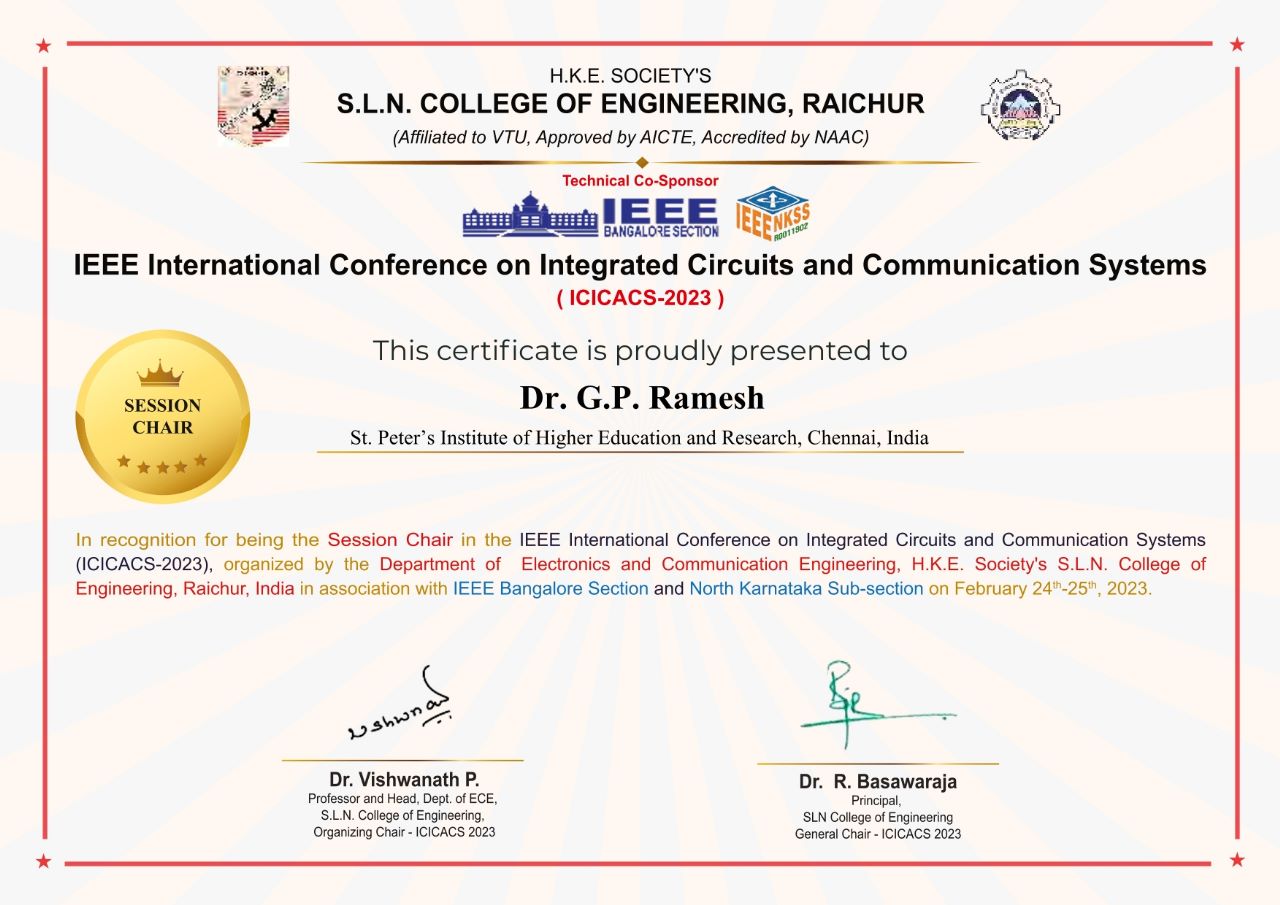 H.K.E. SOCIETY'S
S.L.N. COLLEGE OF ENGINEERING, RAICHUR
(Affiliated to VTU, Approved by AICTE, Accredited by NAAC)
Technical Co-Sponsor
IEEE
BANGALORE SECTION
IEEE NKSS
R0011902
IEEE International Conference on Integrated Circuits and Communication Systems
( ICICACS-2023 )
This certificate is proudly presented to
Dr. G.P. Ramesh
St. Peter’s Institute of Higher Education and Research, Chennai, India
SESSION
CHAIR
In recognition for being the Session Chair in the IEEE International Conference on Integrated Circuits and Communication Systems
(ICICACS-2023), organized by the Department of Electronics and Communication Engineering, H.K.E. Society's S.L.N. College of
Engineering, Raichur, India in association with IEEE Bangalore Section and North Karnataka Sub-section on February 24th-25th, 2023.
Dr. Vishwanath P.
Professor and Head, Dept. of ECE,
S.L.N. College of Engineering,
Organizing Chair - ICICACS 2023
Dr. R. Basawaraja
Principal,
SLN College of Engineering
General Chair - ICICACS 2023